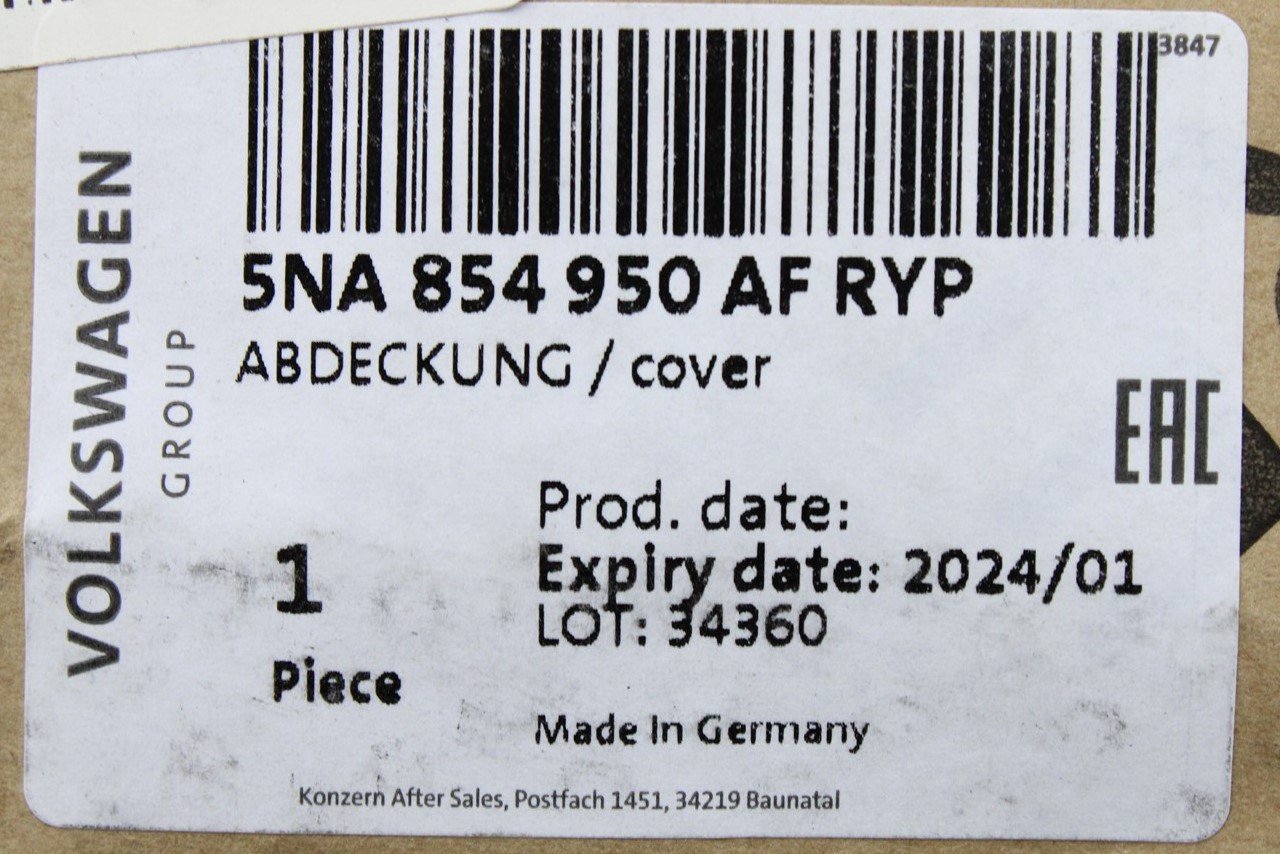 3847
VOLKSWAGEN
GROUP
5NA 854 950 AF RYP
ABDECKUNG / cover
EAC
Prod. date:
Expiry date: 2024/01
LOT: 34360
1
Piece
Made In Germany
Konzern After Sales, Postfach 1451, 34219 Baunatal